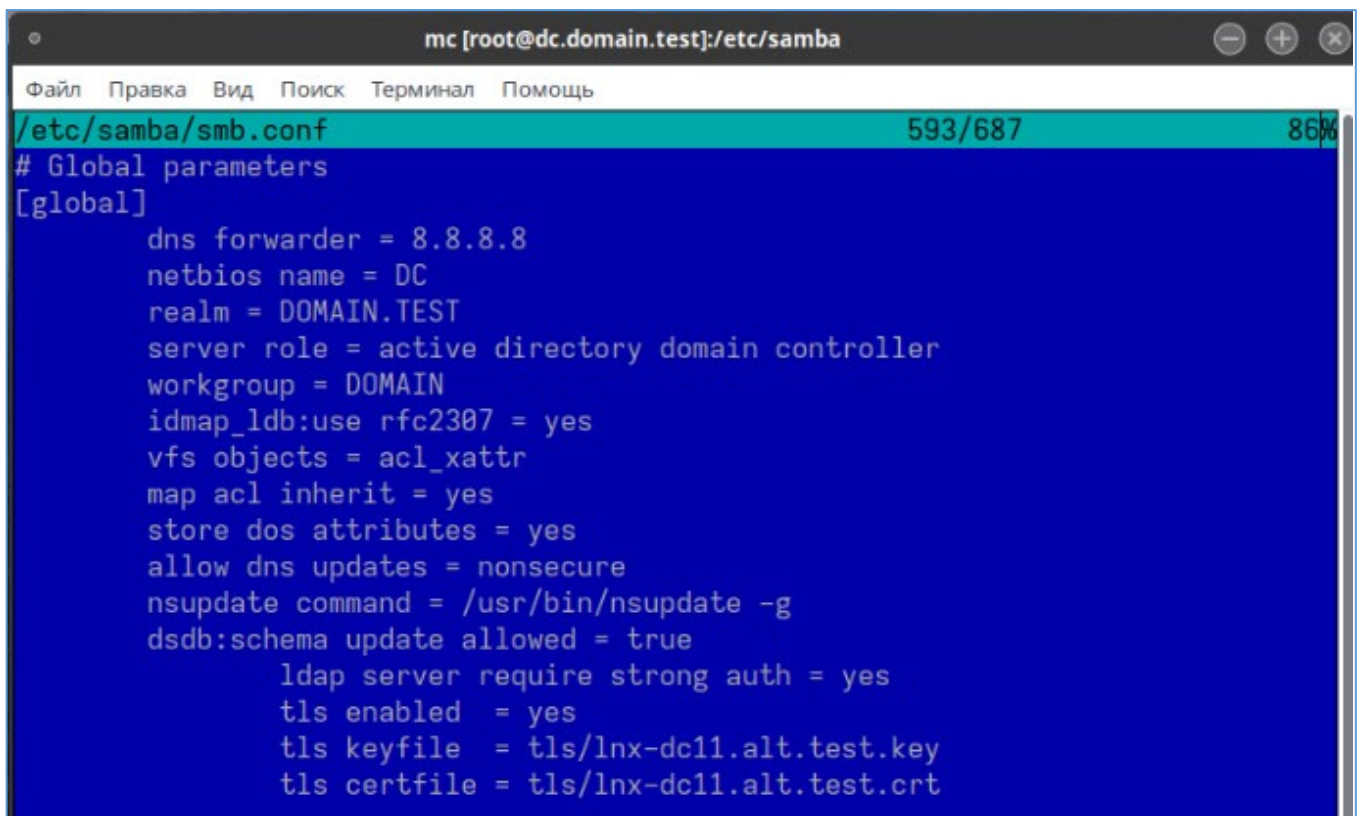 mc [root@dc.domain.test]:/etc/samba
Файл Правка Вид Поиск Терминал Помощь
/etc/samba/smb.conf 593/687 86%
# Global parameters
[global]
dns forwarder = 8.8.8.8
netbios name = DC
realm = DOMAIN.TEST
server role = active directory domain controller
workgroup = DOMAIN
idmap_ldb:use rfc2307 = yes
vfs objects = acl_xattr
map acl inherit = yes
store dos attributes = yes
allow dns updates = nonsecure
nsupdate command = /usr/bin/nsupdate -g
dsdb:schema update allowed = true
ldap server require strong auth = yes
tls enabled  = yes
tls keyfile  = tls/lnx-dc11.alt.test.key
tls certfile = tls/lnx-dc11.alt.test.crt